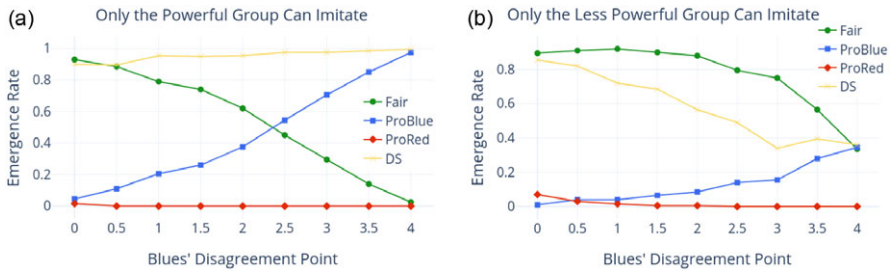 (a) Only the Powerful Group Can Imitate
Emergence Rate
1
0.8
0.6
0.4
0.2
0
0 0.5 1 1.5 2 2.5 3 3.5 4
Blues' Disagreement Point
Fair
ProBlue
ProRed
DS
(b) Only the Less Powerful Group Can Imitate
Emergence Rate
0.8
0.6
0.4
0.2
0
0 0.5 1 1.5 2 2.5 3 3.5 4
Blues' Disagreement Point
Fair
ProBlue
ProRed
DS